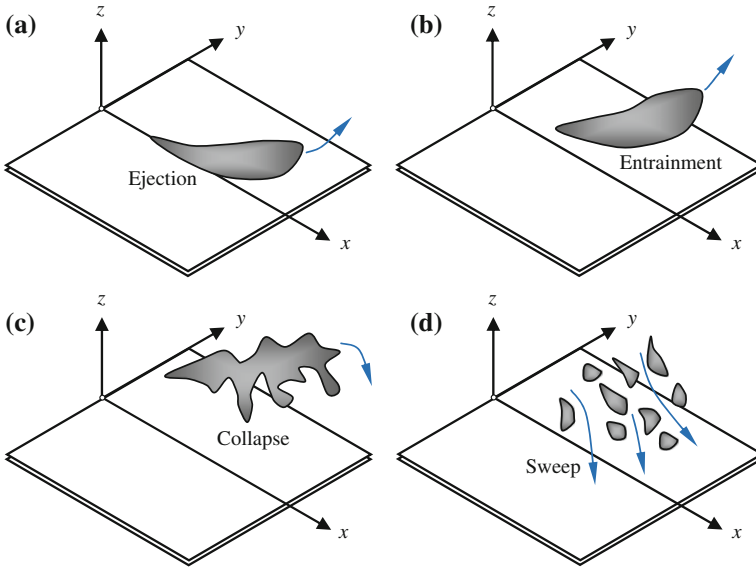 (a)
z
y
Ejection
x
(b)
z
y
Entrainment
x
(c)
z
y
Collapse
x
(d)
z
y
Sweep
x